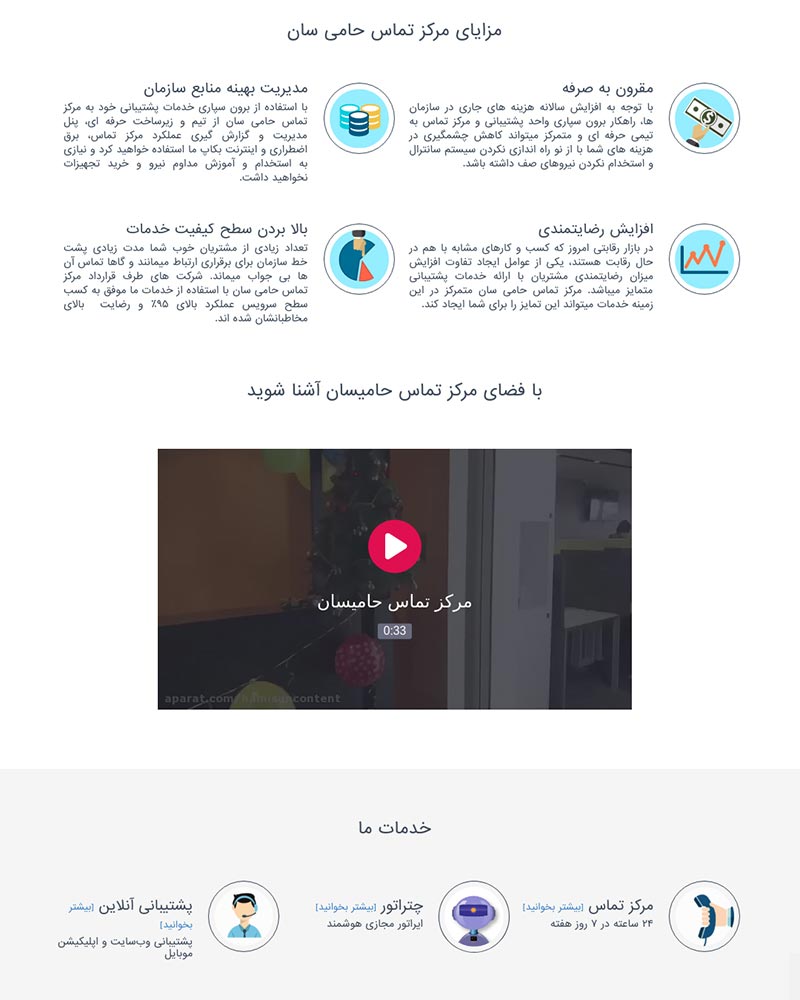 مزایای مرکز تماس حامی سان
مقرون به صرفه
با توجه به افزایش سالانه هزینه های جاری در سازمان
ها، راهکار برون سپاری واحد پشتیبانی و مرکز تماس به
تیمی حرفه ای و متمرکز میتواند کاهش چشمگیری در
هزینه های شما با از نو راه اندازی نکردن سیستم سانترال
و استخدام نکردن نیروهای صف داشته باشد.
مدیریت بهینه منابع سازمان
با استفاده از برون سپاری خدمات پشتیبانی خود به مرکز
تماس حامی سان از تیم و زیرساخت حرفه ای، پنل
مدیریت و گزارش گیری عملکرد مرکز تماس، برق
اضطراری و اینترنت بکاپ ما استفاده خواهید کرد و نیازی
به استخدام و آموزش مداوم نیرو و خرید تجهیزات
نخواهید داشت.
افزایش رضایتمندی
در بازار رقابتی امروز که کسب و کارهای مشابه با هم در
حال رقابت هستند، یکی از عوامل ایجاد تفاوت افزایش
میزان رضایتمندی مشتریان با ارائه خدمات پشتیبانی
متمایز میباشد. مرکز تماس حامی سان متمرکز در این
زمینه خدمات میتواند این تمایز را برای شما ایجاد کند.
بالا بردن سطح کیفیت خدمات
تعداد زیادی از مشتریان خوب شما مدت زیادی پشت
خط سازمان برای برقراری ارتباط میمانند و گاها تماس آن
ها بی جواب میماند. شرکت های طرف قرارداد مرکز
تماس حامی سان با استفاده از خدمات ما موفق به کسب
سطح سرویس عملکرد بالای ۹۵٪ و رضایت بالای
مخاطبانشان شده اند.
با فضای مرکز تماس حامیسان آشنا شوید
مرکز تماس حامیسان
0:33
aparat.com/hamisuncontent
خدمات ما
مرکز تماس [بیشتر بخوانید]
۲۴ ساعته در ۷ روز هفته
چتراتور [بیشتر بخوانید]
اپراتور مجازی هوشمند
پشتیبانی آنلاین [بیشتر
بخوانید]
پشتیبانی وب‌سایت و اپلیکیشن
موبایل